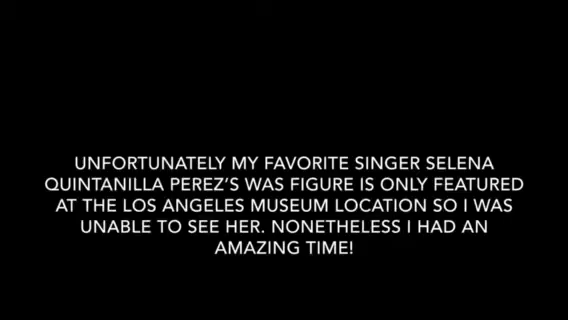 UNFORTUNATELY MY FAVORITE SINGER SELENA
QUINTANILLA PEREZ’S WAS FIGURE IS ONLY FEATURED
AT THE LOS ANGELES MUSEUM LOCATION SO I WAS
UNABLE TO SEE HER. NONETHELESS I HAD AN
AMAZING TIME!